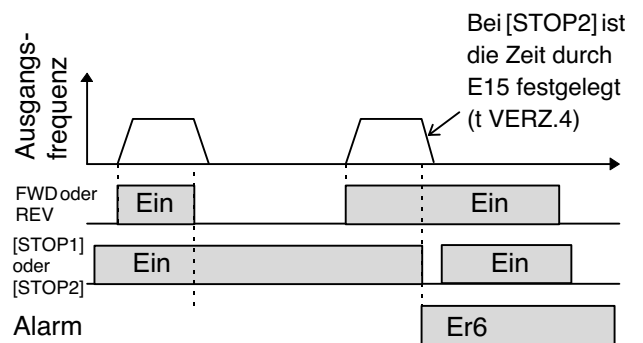 Ausgangs-
frequenz
Bei [STOP2] ist
die Zeit durch
E15 festgelegt
(t VERZ.4)
FWD oder
REV
Ein
Ein
[STOP1]
oder
[STOP2]
Ein
Ein
Alarm
Er6